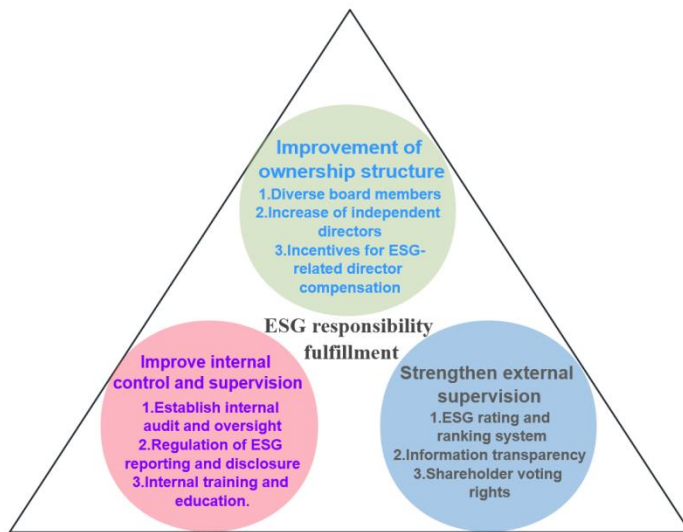 Improvement of
ownership structure
1.Diverse board members
2.Increase of independent
directors
3.Incentives for ESG-
related director
compensation
ESG responsibility
fulfillment
Improve internal
control and supervision
1.Establish internal
audit and oversight
2.Regulation of ESG
reporting and disclosure
3.Internal training and
education.
Strengthen external
supervision
1.ESG rating and
ranking system
2.Information transparency
3.Shareholder voting
rights